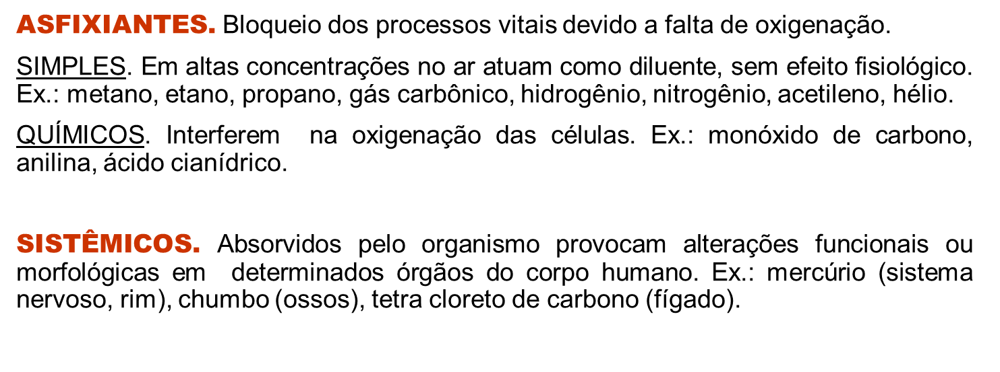 ASFIXIANTES. Bloqueio dos processos vitais devido a falta de oxigenação.
SIMPLES. Em altas concentrações no ar atuam como diluente, sem efeito fisiológico.
Ex.: metano, etano, propano, gás carbônico, hidrogênio, nitrogênio, acetileno, hélio.
QUÍMICOS. Interferem na oxigenação das células. Ex.: monóxido de carbono,
anilina, ácido cianídrico.
SISTÊMICOS. Absorvidos pelo organismo provocam alterações funcionais ou
morfológicas em determinados órgãos do corpo humano. Ex.: mercúrio (sistema
nervoso, rim), chumbo (ossos), tetra cloreto de carbono (fígado).